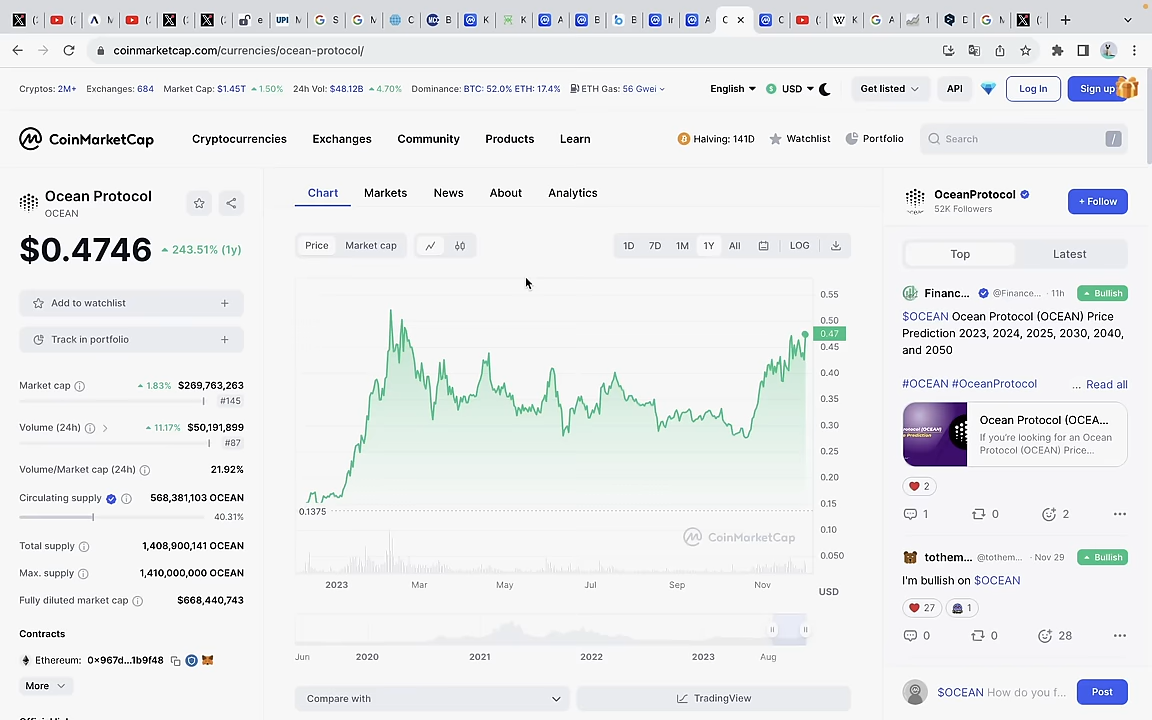 coinmarketcap.com/currencies/ocean-protocol/
Cryptos: 2M+ Exchanges: 684 Market Cap: $1.45T 1.50% 24h Vol: $48.12B 4.70% Dominance: BTC: 52.0% ETH: 17.4% ETH Gas: 56 Gwei English USD Get listed API Log In Sign up
CoinMarketCap Cryptocurrencies Exchanges Community Products Learn Halving: 141D Watchlist Portfolio Search /
Ocean Protocol
OCEAN
$0.4746 243.51% (1y)
Add to watchlist +
Track in portfolio +
Market cap 1.83% $269,763,263
#145
Volume (24h) 11.17% $50,191,899
#87
Volume/Market cap (24h) 21.92%
Circulating supply 568,381,103 OCEAN
40.31%
Total supply 1,408,900,141 OCEAN
Max. supply 1,410,000,000 OCEAN
Fully diluted market cap $668,440,743
Contracts
Ethereum: 0x967d...1b9f48
More
Chart Markets News About Analytics
Price Market cap 1D 7D 1M 1Y All LOG
0.55
0.50
0.47
0.45
0.40
0.35
0.30
0.25
0.20
0.15
0.10
0.050
0.1375
CoinMarketCap
2023 Mar May Jul Sep Nov
USD
Jun 2020 2021 2022 2023 Aug
Compare with TradingView
OceanProtocol
52K Followers
+ Follow
OCEAN
Top Latest
Financ... @Finance... · 11h Bullish
$OCEAN Ocean Protocol (OCEAN) Price
Prediction 2023, 2024, 2025, 2030, 2040,
and 2050
#OCEAN #OceanProtocol ... Read all
Ocean Protocol (OCEA...
If you're looking for an Ocean
Protocol (OCEAN) Price...
2
1 0 2
tothem... @tothem... · Nov 29 Bullish
I'm bullish on $OCEAN
27 1
0 0 28
$OCEAN How do you f... Post